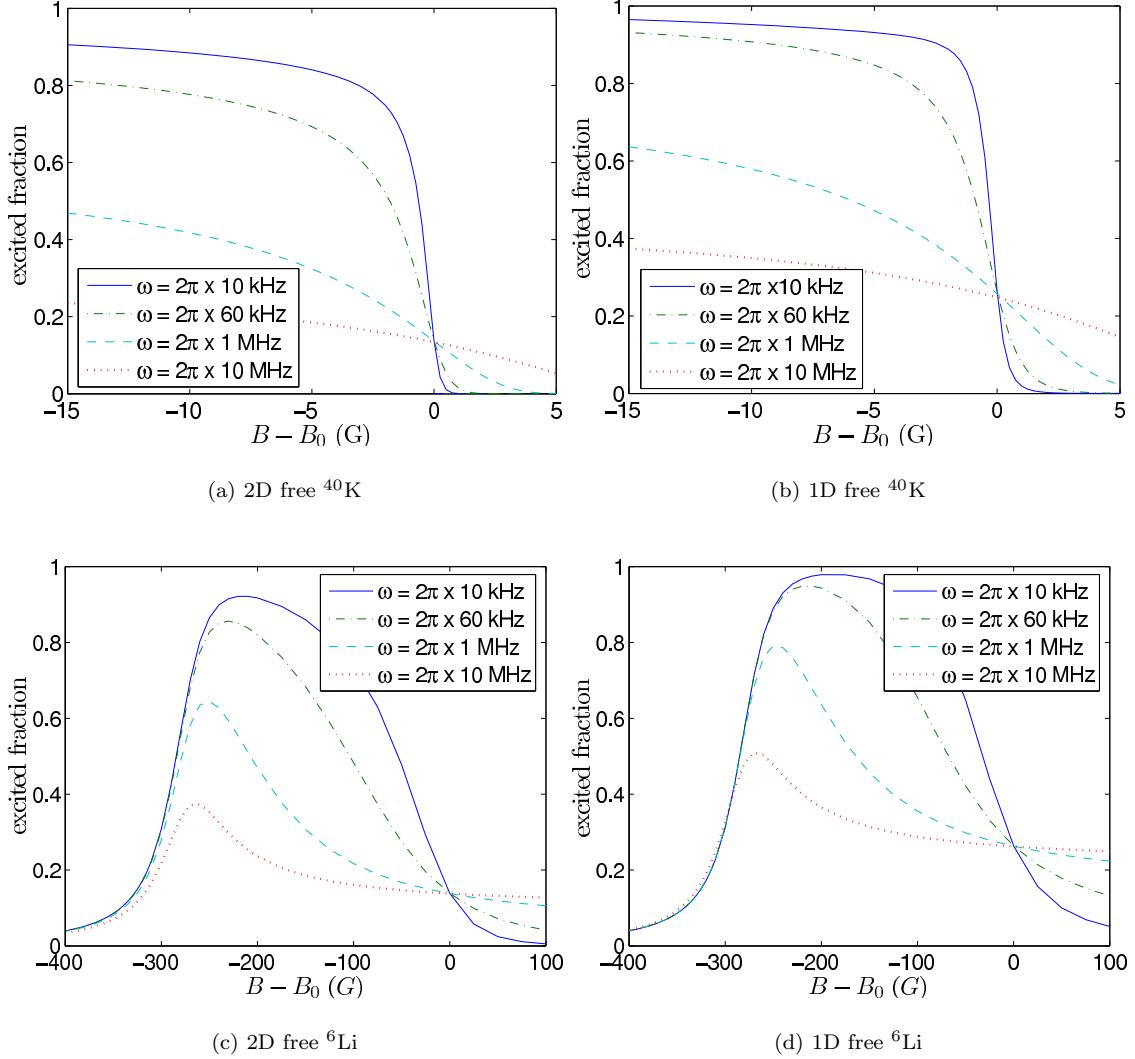 1
0.8
0.6
0.4
0.2
0
excited fraction
ω = 2π x 10 kHz
ω = 2π x 60 kHz
ω = 2π x 1 MHz
ω = 2π x 10 MHz
−15
−10
−5
0
5
B − B₀ (G)
(a) 2D free ⁴⁰K
1
0.8
0.6
0.4
0.2
0
excited fraction
ω = 2π x10 kHz
ω = 2π x 60 kHz
ω = 2π x 1 MHz
ω = 2π x 10 MHz
−15
−10
−5
0
5
B − B₀ (G)
(b) 1D free ⁴⁰K
1
0.8
0.6
0.4
0.2
0
excited fraction
ω = 2π x 10 kHz
ω = 2π x 60 kHz
ω = 2π x 1 MHz
ω = 2π x 10 MHz
−400
−300
−200
−100
0
100
B − B₀ (G)
(c) 2D free ⁶Li
1
0.8
0.6
0.4
0.2
0
excited fraction
ω = 2π x 10 kHz
ω = 2π x 60 kHz
ω = 2π x 1 MHz
ω = 2π x 10 MHz
−400
−300
−200
−100
0
100
B − B₀ (G)
(d) 1D free ⁶Li